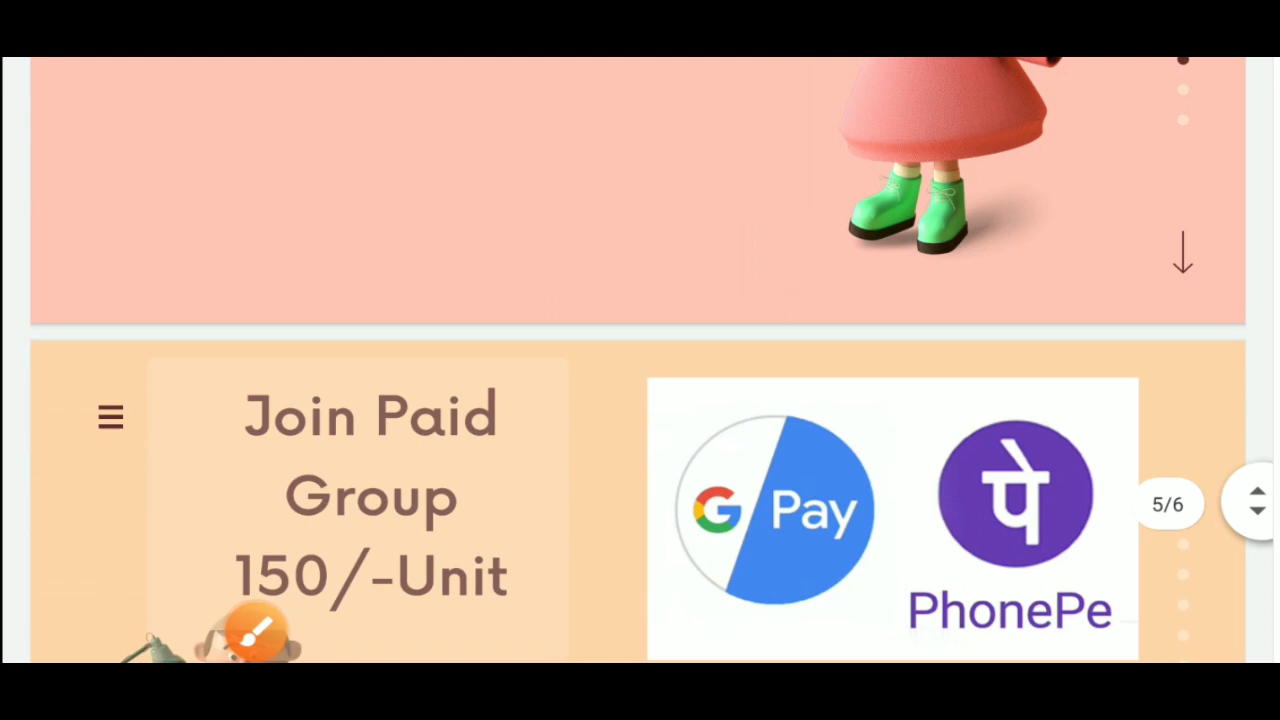 Join Paid
Group
150/-Unit
G Pay
पे
PhonePe
5/6